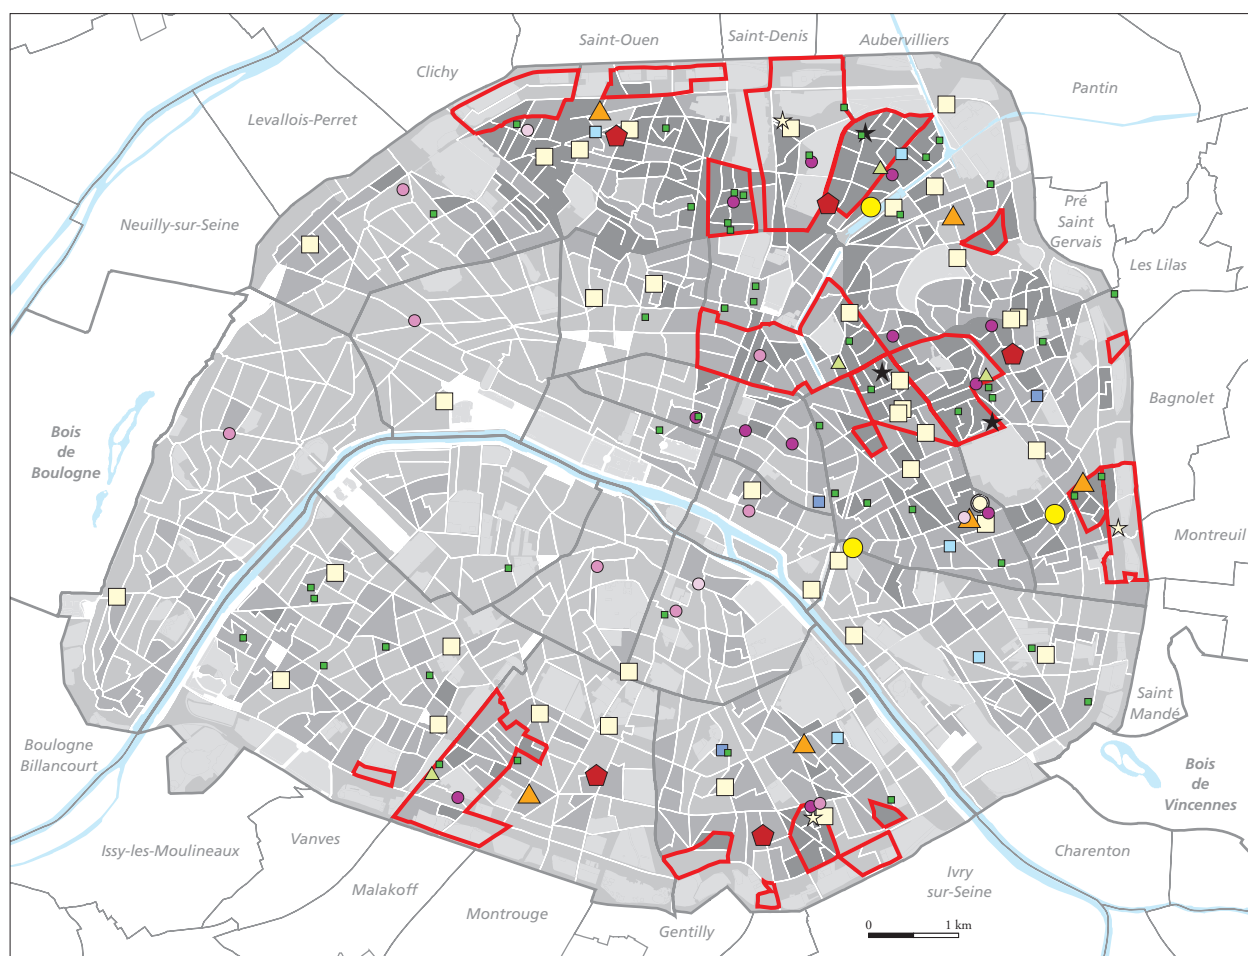 Saint-Ouen
Saint-Denis
Aubervilliers
Clichy
Pantin
Levallois-Perret
Neuilly-sur-Seine
Pré
Saint
Gervais
Les Lilas
Bagnolet
Bois
de
Boulogne
Montreuil
Saint
Mandé
Boulogne
Billancourt
Bois
de
Vincennes
Vanves
Issy-les-Moulineaux
Charenton
Malakoff
Ivry
sur-Seine
Montrouge
Gentilly
0 1 km